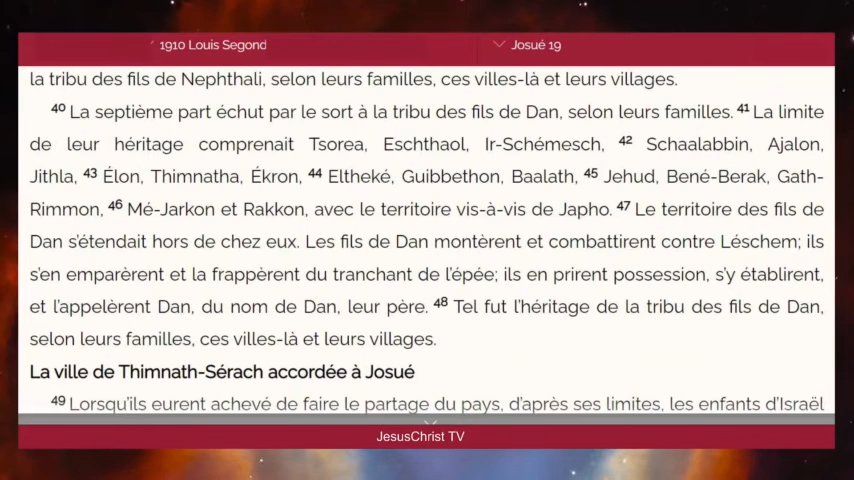 1910 Louis Segond
Josué 19
la tribu des fils de Nephthali, selon leurs familles, ces villes-là et leurs villages.
40 La septième part échut par le sort à la tribu des fils de Dan, selon leurs familles. 41 La limite
de leur héritage comprenait Tsorea, Eschthaol, Ir-Schémesch, 42 Schaalabbin, Ajalon,
Jithla, 43 Élon, Thimnatha, Ékron, 44 Eltheké, Guibbethon, Baalath, 45 Jehud, Bené-Berak, Gath-
Rimmon, 46 Mé-Jarkon et Rakkon, avec le territoire vis-à-vis de Japho. 47 Le territoire des fils de
Dan s’étendait hors de chez eux. Les fils de Dan montèrent et combattirent contre Léschem; ils
s’en emparèrent et la frappèrent du tranchant de l’épée; ils en prirent possession, s’y établirent,
et l’appelèrent Dan, du nom de Dan, leur père. 48 Tel fut l’héritage de la tribu des fils de Dan,
selon leurs familles, ces villes-là et leurs villages.
La ville de Thimnath-Sérach accordée à Josué
49 Lorsqu’ils eurent achevé de faire le partage du pays, d’après ses limites, les enfants d’Israël
JesusChrist TV